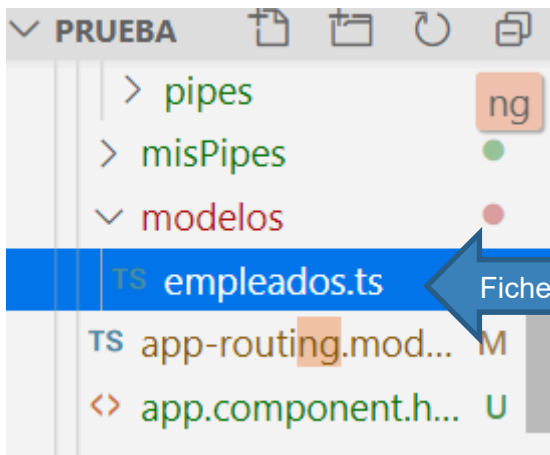 PRUEBA
pipes
ng
misPipes
modelos
TS empleados.ts
Fiche
TS app-routing.mod... M
<> app.component.h... U